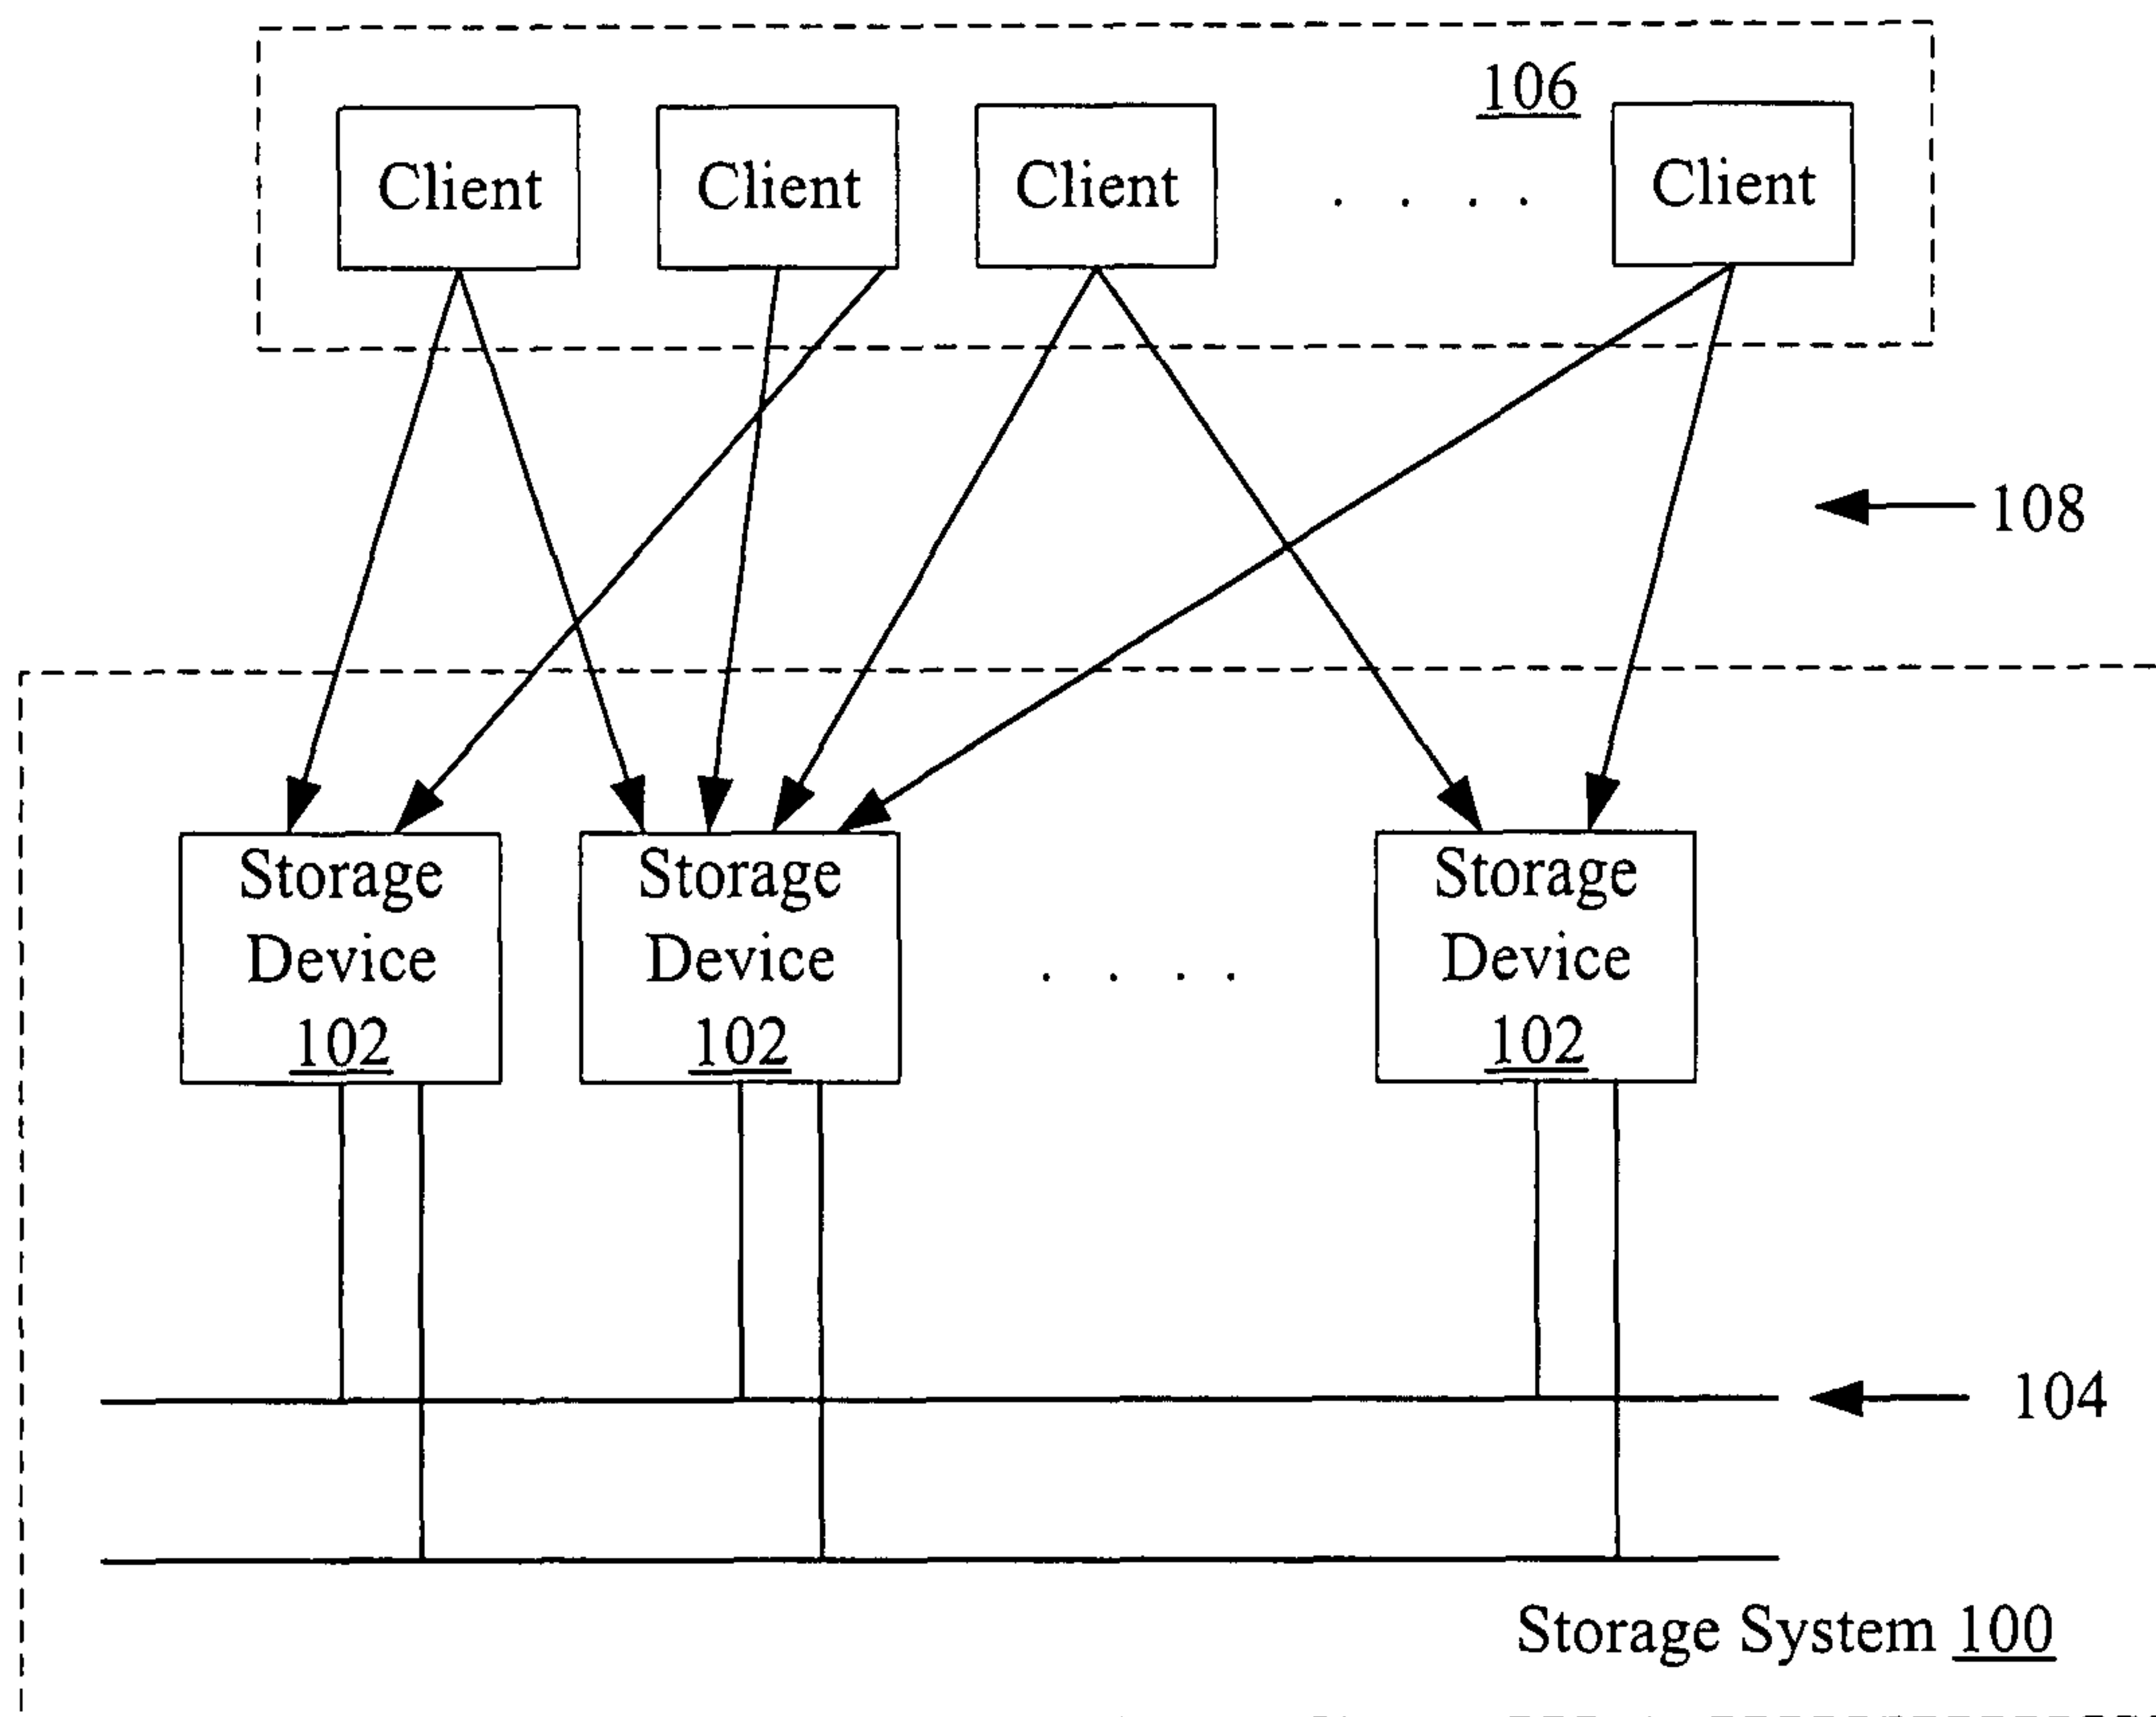 106
Client
Client
Client
. . . .
Client
108
Storage
Device
102
Storage
Device
102
. . . .
Storage
Device
102
104
Storage System 100